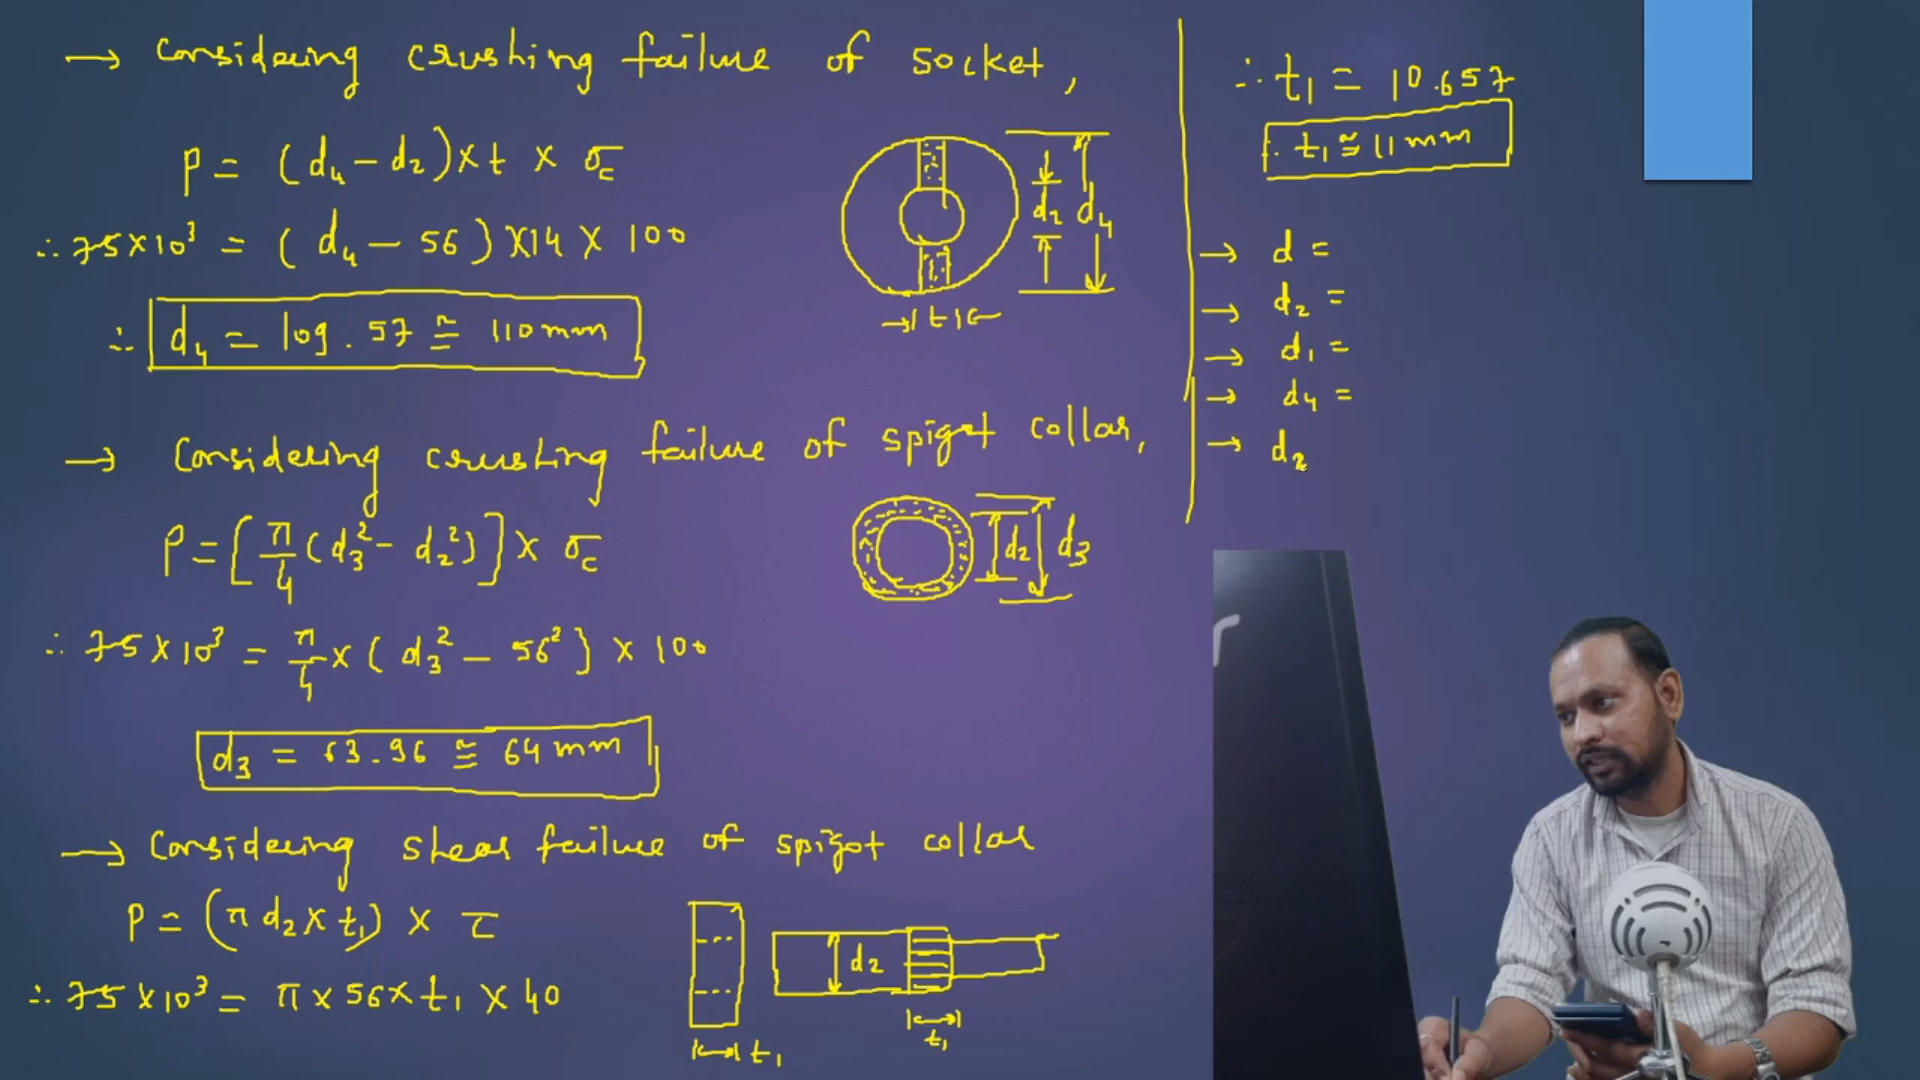 → Considering crushing failure of socket,
P = (d₄ – d₂) × t × σc
∴ 75×10³ = (d₄ – 56) × 14 × 100
∴ d₄ = 109.57 ≅ 110 mm
d₂ d₄
→| t |←
→ Considering crushing failure of spigot collar,
P = [π/4 (d₃² – d₂²)] × σc
d₂ d₃
∴ 75 × 10³ = π/4 × (d₃² – 56²) × 100
d₃ = 63.96 ≅ 64 mm
→ Considering shear failure of spigot collar
P = (π d₂ × t₁) × τ
∴ 75 × 10³ = π × 56 × t₁ × 40
d₂
t₁
t₁
∴ t₁ = 10.657
∴ t₁ ≅ 11 mm
→ d =
→ d₂ =
→ d₁ =
→ d₄ =
→ d₃